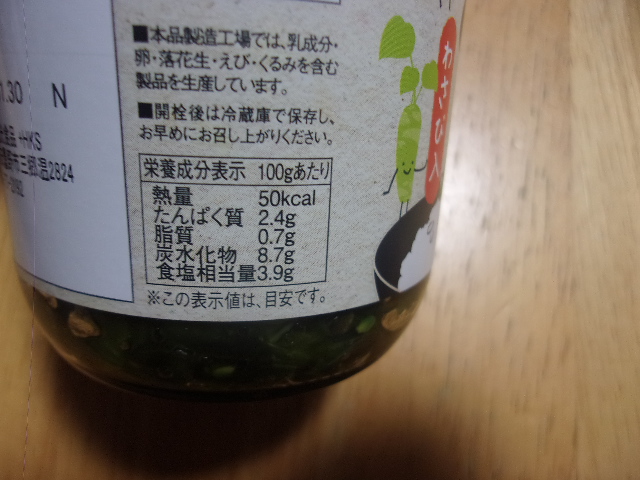 ■本品製造工場では、乳成分・
卵・落花生・えび・くるみを含む
製品を生産しています。
■開栓後は冷蔵庫で保存し、
お早めにお召し上がりください。
栄養成分表示 100gあたり
熱量 50kcal
たんぱく質 2.4g
脂質 0.7g
炭水化物 8.7g
食塩相当量 3.9g
※この表示値は、目安です。
.30 N
2824
わさび入